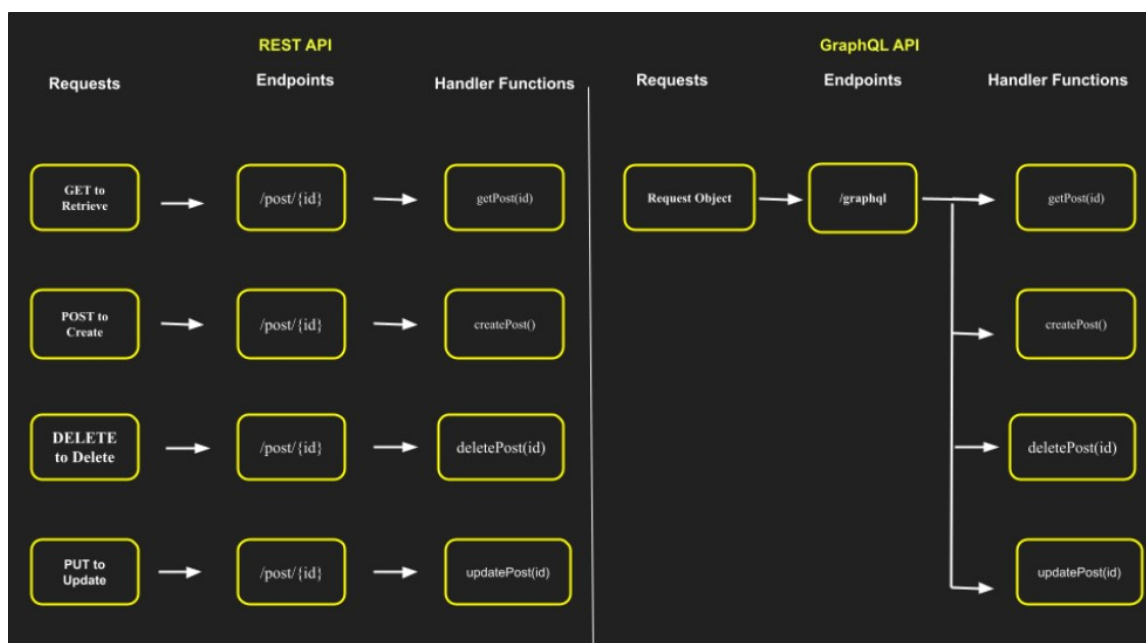 REST API
Requests
Endpoints
Handler Functions
GET to
Retrieve
/post/{id}
getPost(id)
POST to
Create
/post/{id}
createPost()
DELETE
to Delete
/post/{id}
deletePost(id)
PUT to
Update
/post/{id}
updatePost(id)
GraphQL API
Requests
Endpoints
Handler Functions
Request Object
/graphql
getPost(id)
createPost()
deletePost(id)
updatePost(id)